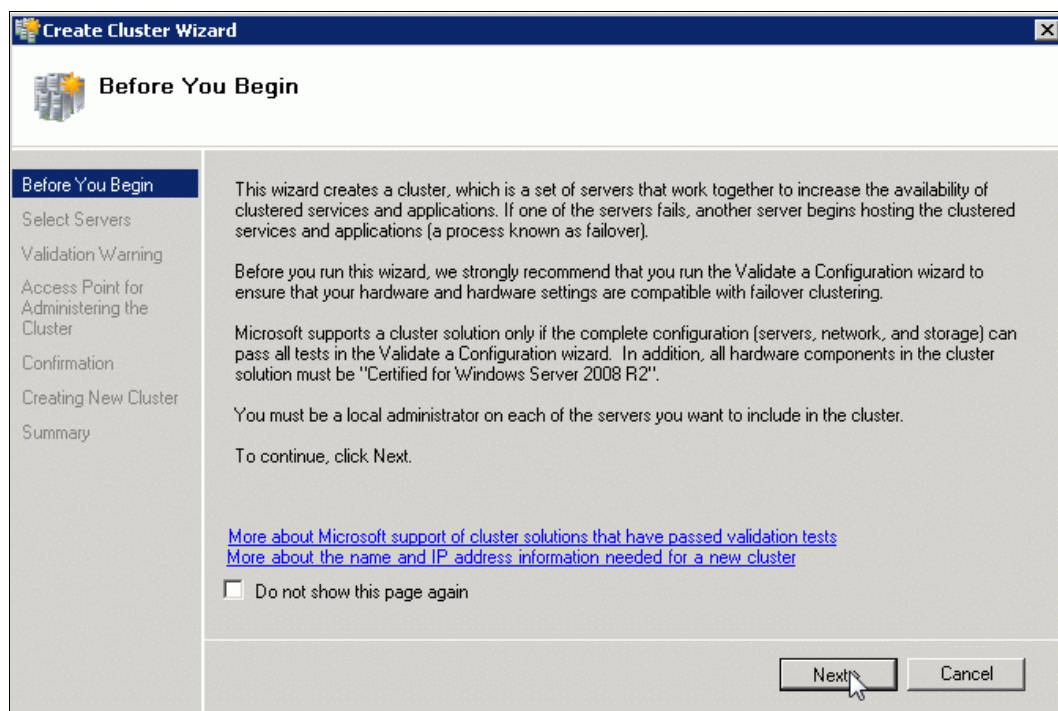 Create Cluster Wizard
Before You Begin
Before You Begin
Select Servers
Validation Warning
Access Point for
Administering the
Cluster
Confirmation
Creating New Cluster
Summary
This wizard creates a cluster, which is a set of servers that work together to increase the availability of
clustered services and applications. If one of the servers fails, another server begins hosting the clustered
services and applications (a process known as failover).
Before you run this wizard, we strongly recommend that you run the Validate a Configuration wizard to
ensure that your hardware and hardware settings are compatible with failover clustering.
Microsoft supports a cluster solution only if the complete configuration (servers, network, and storage) can
pass all tests in the Validate a Configuration wizard. In addition, all hardware components in the cluster
solution must be "Certified for Windows Server 2008 R2".
You must be a local administrator on each of the servers you want to include in the cluster.
To continue, click Next.
More about Microsoft support of cluster solutions that have passed validation tests
More about the name and IP address information needed for a new cluster
Do not show this page again
Next
Cancel